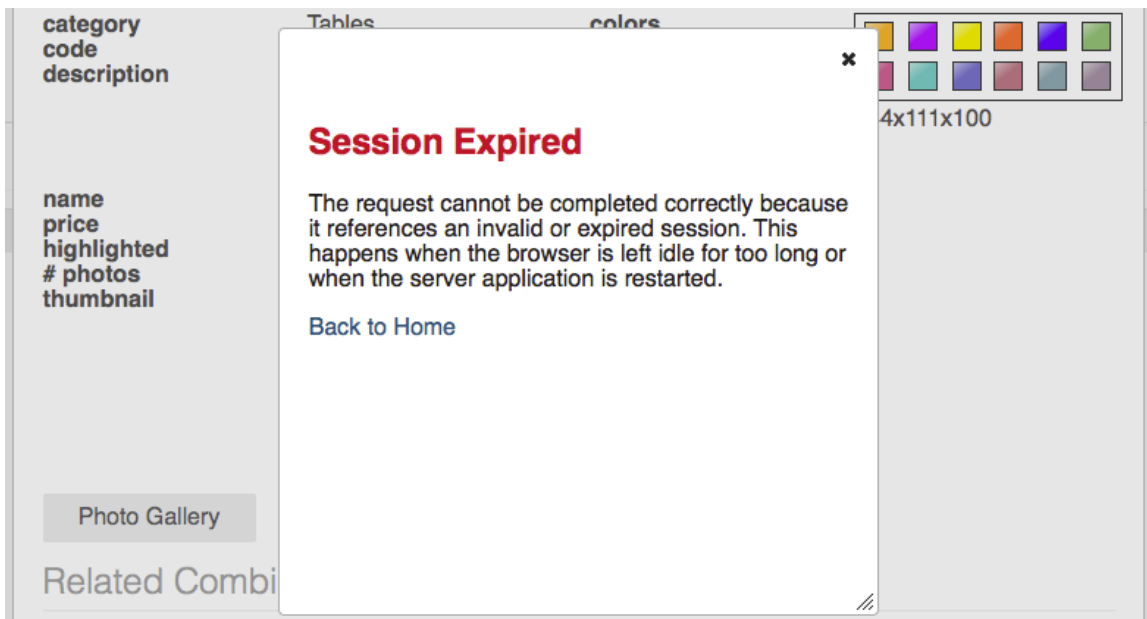 category
Tables
colors
code
description
4x111x100
Session Expired
The request cannot be completed correctly because
it references an invalid or expired session. This
happens when the browser is left idle for too long or
when the server application is restarted.
Back to Home
name
price
highlighted
# photos
thumbnail
Photo Gallery
Related Combi